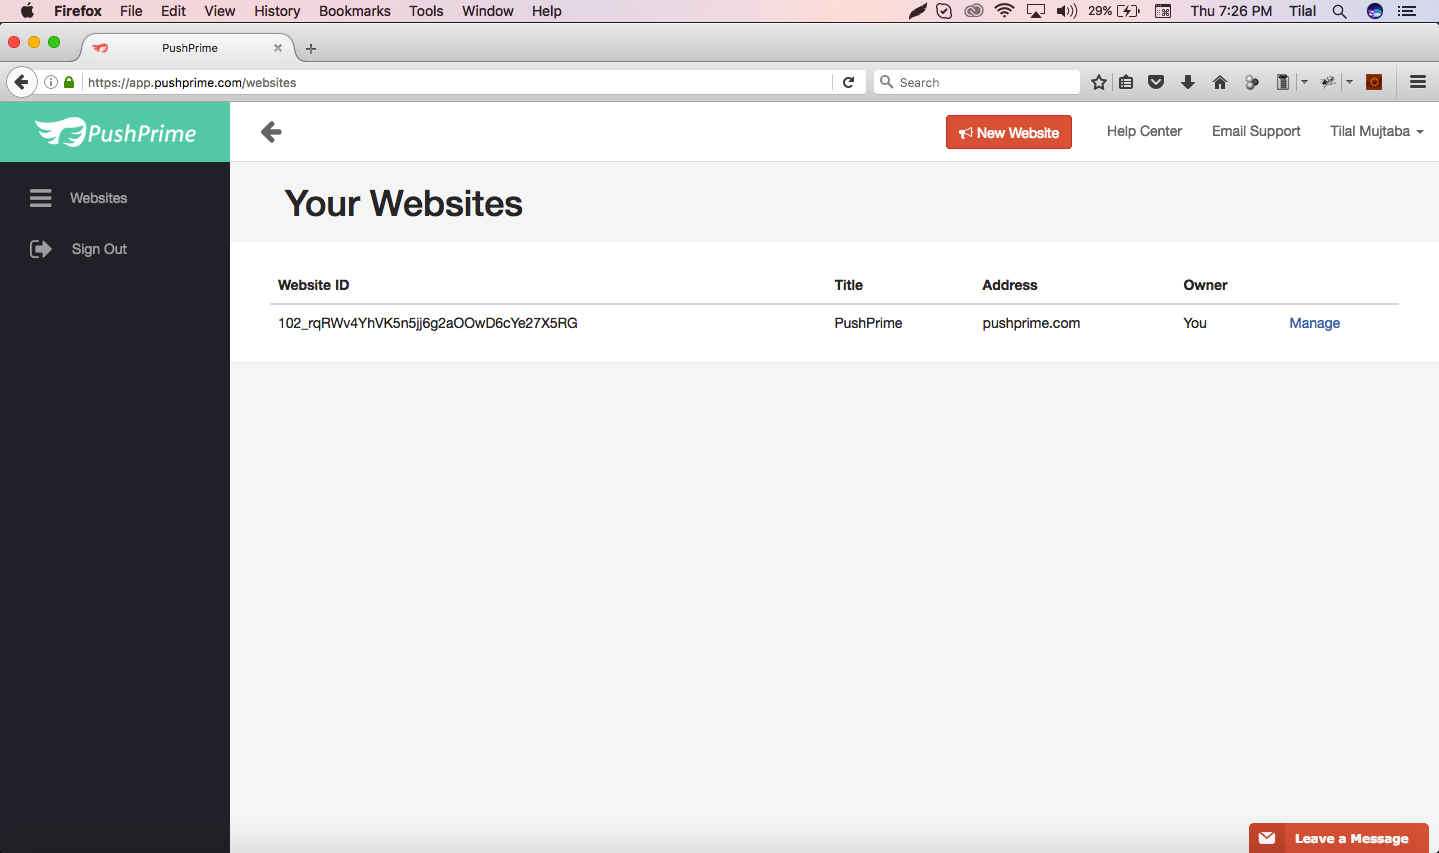 Firefox File Edit View History Bookmarks Tools Window Help 29% Thu 7:26 PM Tilal
PushPrime
https://app.pushprime.com/websites Search
PushPrime New Website Help Center Email Support Tilal Mujtaba
Websites
Sign Out
Your Websites
Website ID Title Address Owner
102_rqRWv4YhVK5n5jj6g2aOOwD6cYe27X5RG PushPrime pushprime.com You Manage
Leave a Message